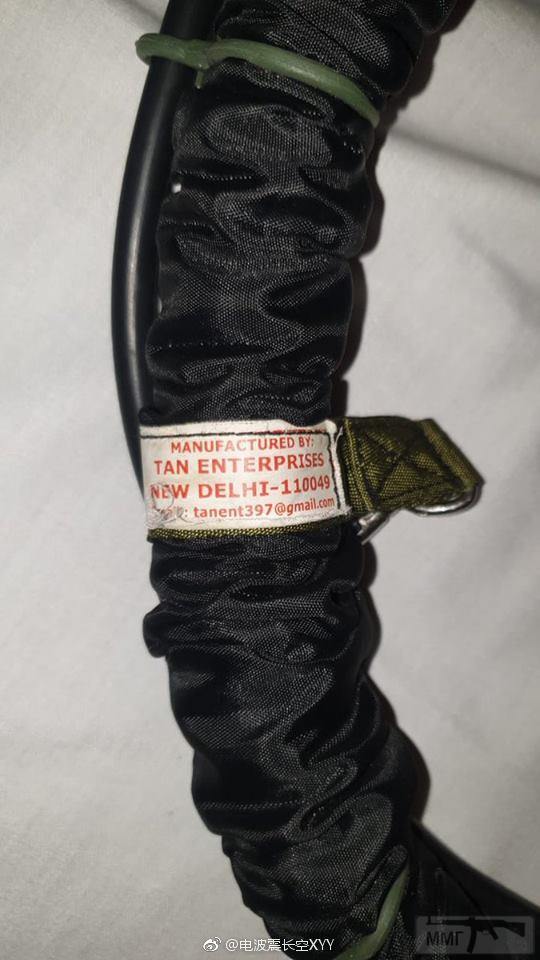 MANUFACTURED BY:
TAN ENTERPRISES
NEW DELHI-110049
: tanent397@gmail.com
@电波震长空XYY
ММГ